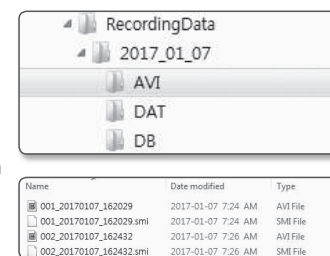 RecordingData
2017_01_07
AVI
DAT
DB
Name Date modified Type
001_20170107_162029 2017-01-07 7:24 AM AVI File
001_20170107_162029.smi 2017-01-07 7:24 AM SMI File
002_20170107_162432 2017-01-07 7:26 AM AVI File
002_20170107_162432.smi 2017-01-07 7:26 AM SMI File